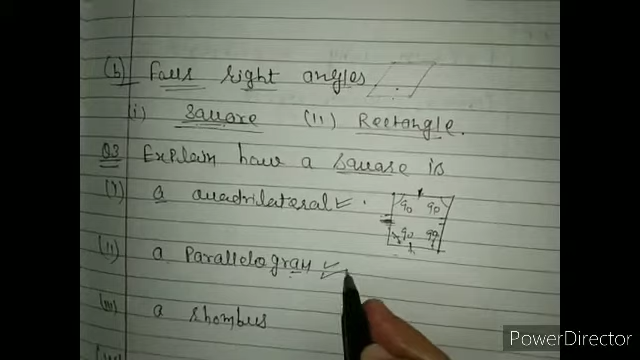 (b) Four right angles
(i) Square (ii) Rectangle.
Q3 Explain how a square is
(i) a quadrilateral
90 90
90 90
(ii) a Parallelogram
(iii) a rhombus
PowerDirector